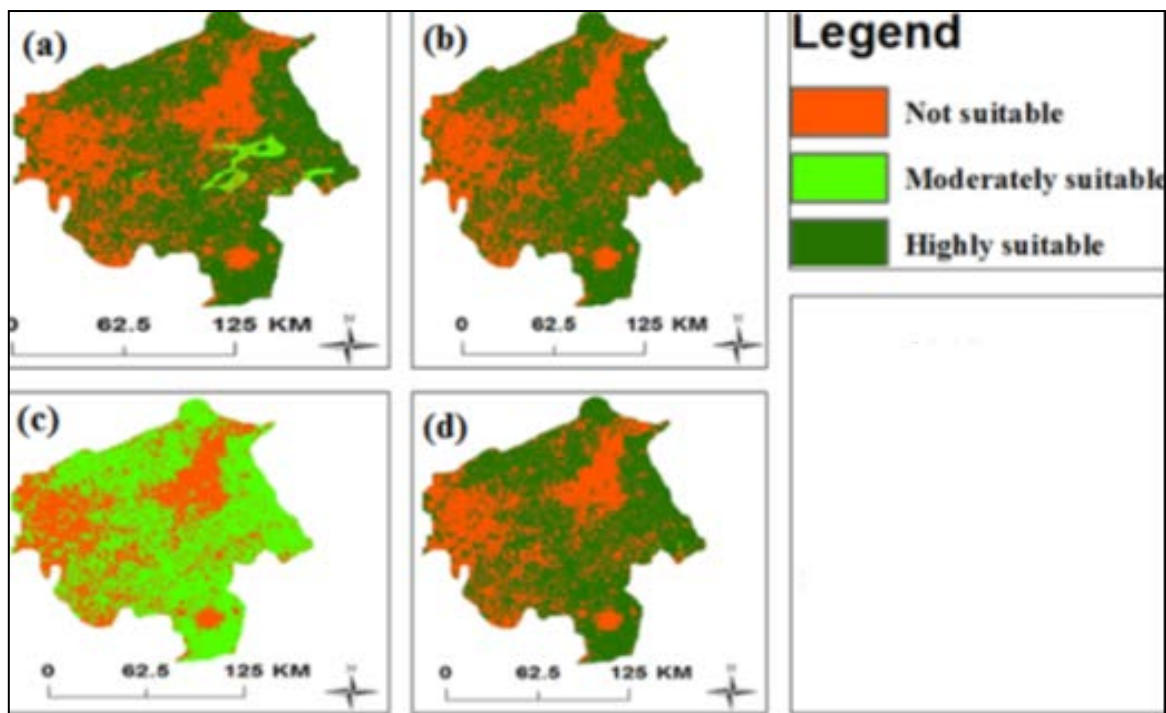 (a)
0 62.5 125 KM
(b)
0 62.5 125 KM
Legend
Not suitable
Moderately suitable
Highly suitable
(c)
0 62.5 125 KM
(d)
0 62.5 125 KM